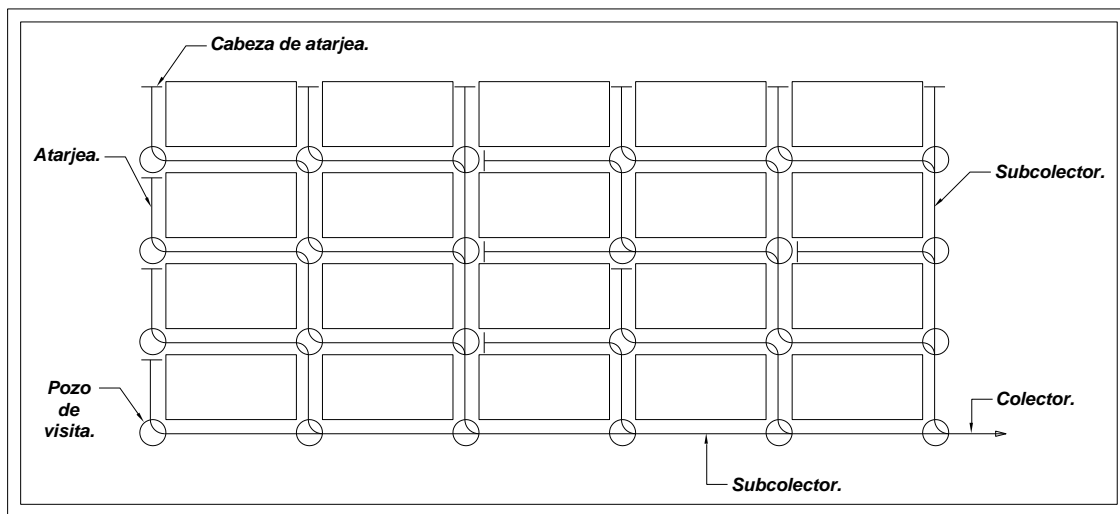 Cabeza de atarjea.
Atarjea.
Subcolector.
Pozo
de
visita.
Colector.
Subcolector.